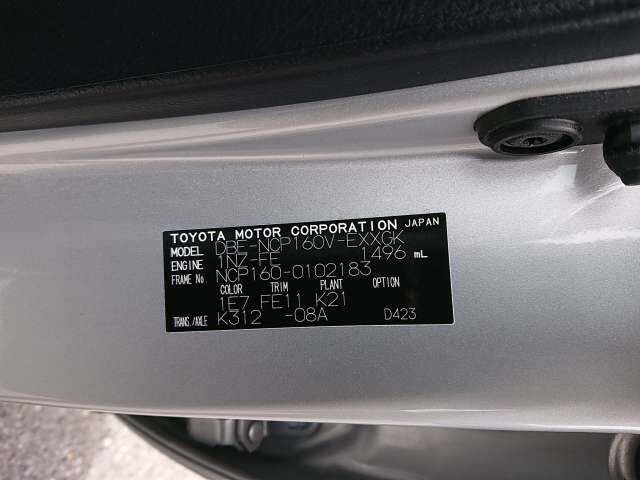 TOYOTA MOTOR CORPORATION JAPAN
MODEL DBE-NCP160V-EXXGK
ENGINE 1NZ-FE 1496 mL
FRAME No. NCP160-0102183
COLOR TRIM PLANT OPTION
1E7 FE11 K21
TRANS./AXLE K312 -08A D423